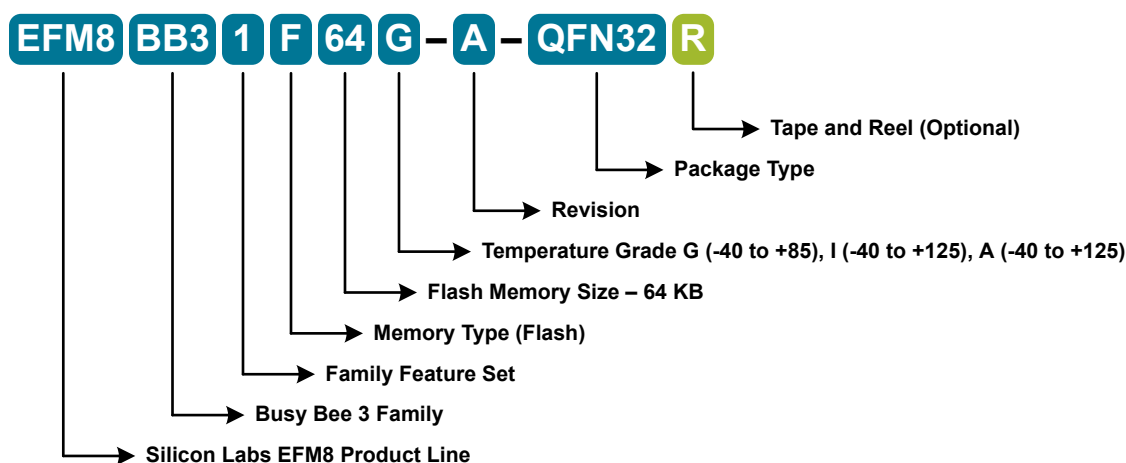 EFM8 BB3 1 F 64 G – A – QFN32 R
Tape and Reel (Optional)
Package Type
Revision
Temperature Grade G (-40 to +85), I (-40 to +125), A (-40 to +125)
Flash Memory Size – 64 KB
Memory Type (Flash)
Family Feature Set
Busy Bee 3 Family
Silicon Labs EFM8 Product Line